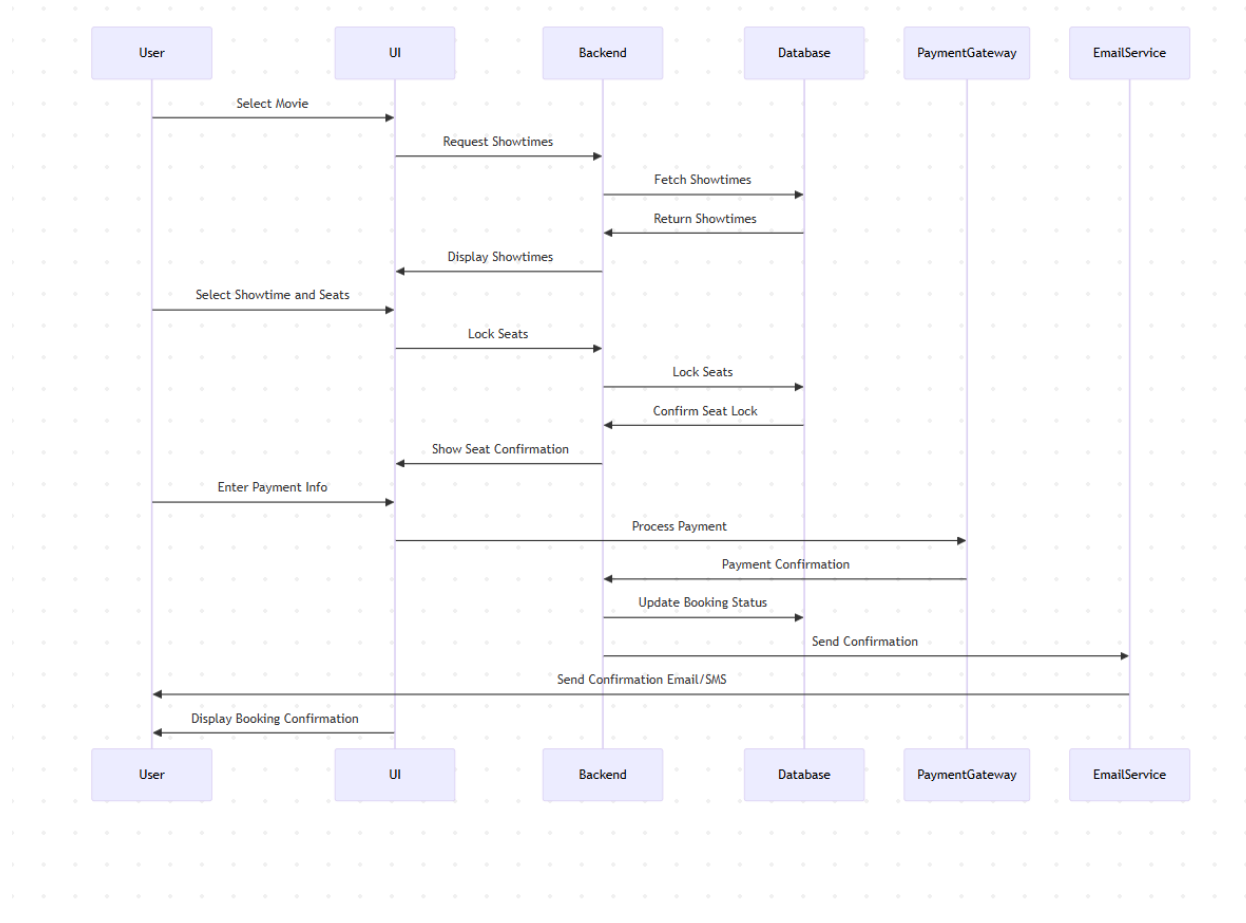 User
UI
Backend
Database
PaymentGateway
EmailService
Select Movie
Request Showtimes
Fetch Showtimes
Return Showtimes
Display Showtimes
Select Showtime and Seats
Lock Seats
Lock Seats
Confirm Seat Lock
Show Seat Confirmation
Enter Payment Info
Process Payment
Payment Confirmation
Update Booking Status
Send Confirmation
Send Confirmation Email/SMS
Display Booking Confirmation
User
UI
Backend
Database
PaymentGateway
EmailService